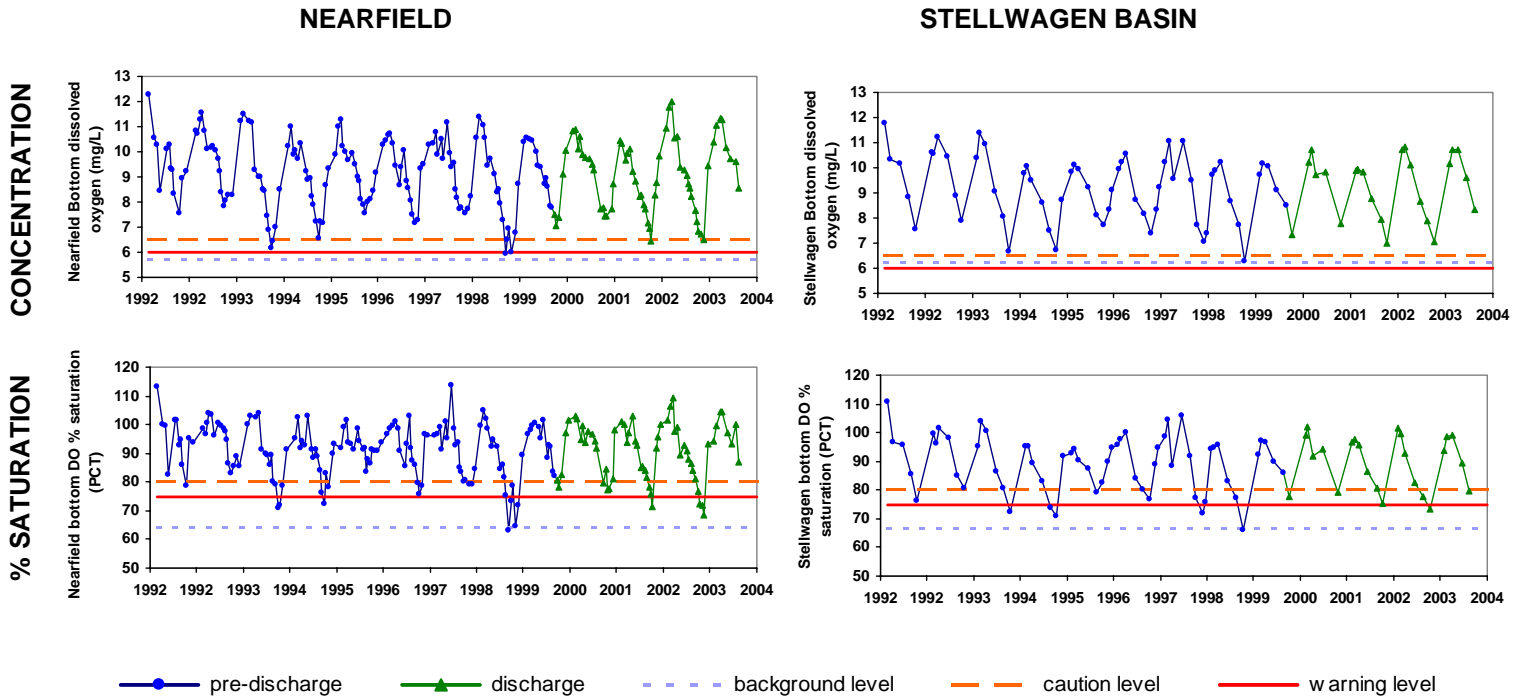 NEARFIELD
STELLWAGEN BASIN
CONCENTRATION
Nearfield Bottom dissolved
oxygen (mg/L)
13
12
11
10
9
8
7
6
5
1992 1992 1993 1994 1995 1996 1997 1998 1999 2000 2001 2002 2003 2004
Stellwagen Bottom dissolved
oxygen (mg/L)
13
12
11
10
9
8
7
6
5
1992 1992 1993 1994 1995 1996 1997 1998 1999 2000 2001 2002 2003 2004
% SATURATION
Nearfield bottom DO % saturation
(PCT)
120
110
100
90
80
70
60
50
1992 1992 1993 1994 1995 1996 1997 1998 1999 2000 2001 2002 2003 2004
Stellwagen bottom DO %
saturation (PCT)
120
110
100
90
80
70
60
50
1992 1992 1993 1994 1995 1996 1997 1998 1999 2000 2001 2002 2003 2004
pre-discharge discharge background level caution level warning level